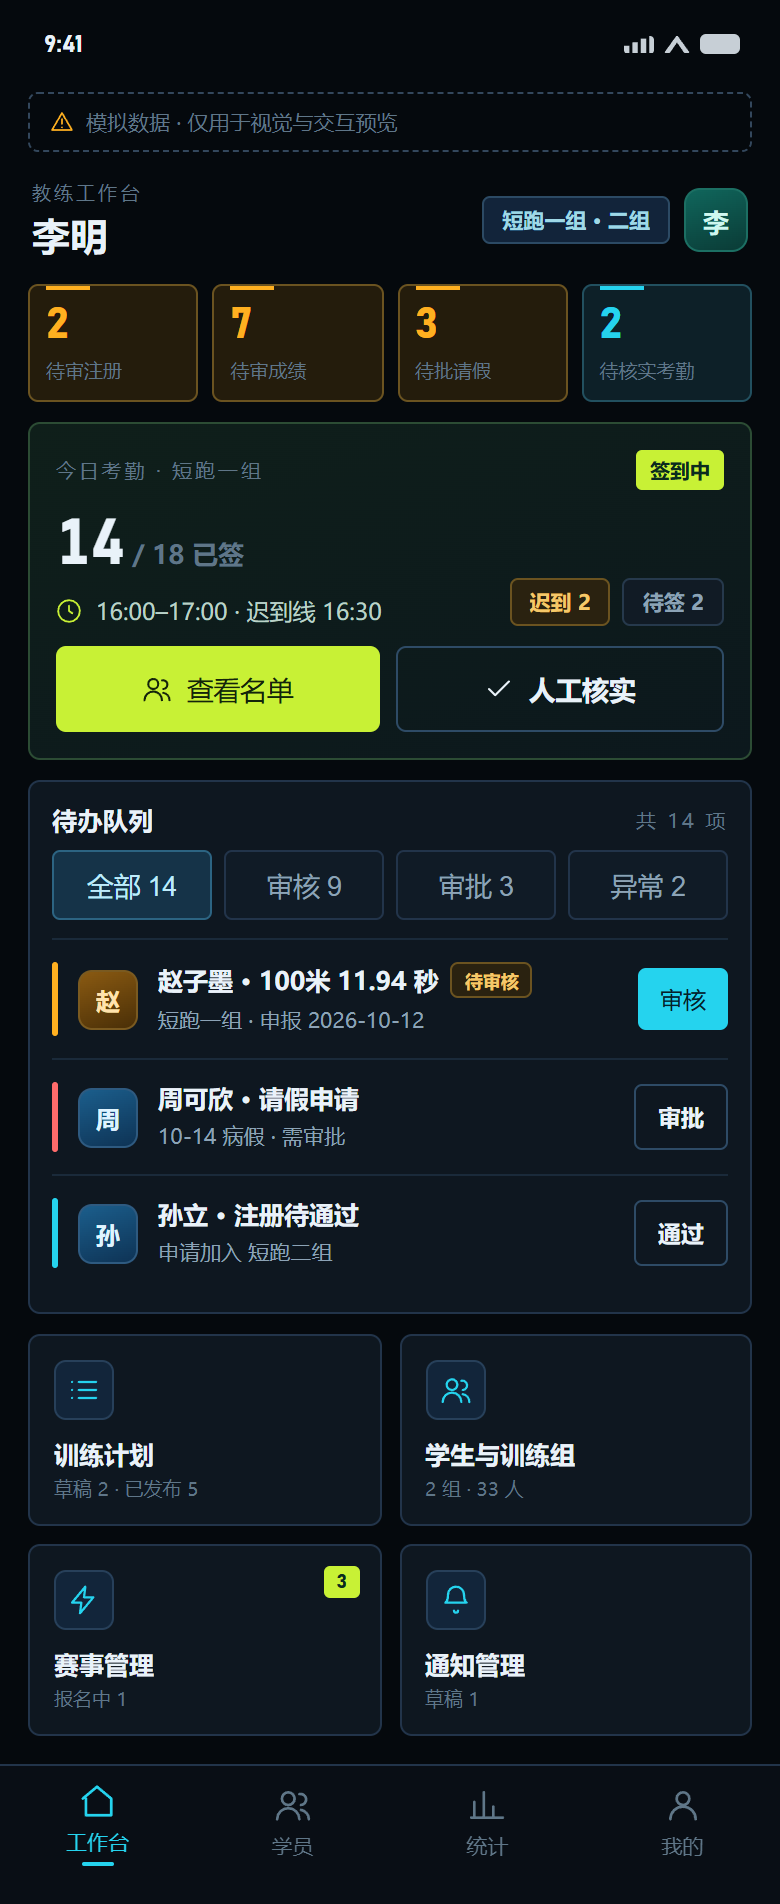 9:41
模拟数据 · 仅用于视觉与交互预览
教练工作台
李明
短跑一组 • 二组
李
2
待审注册
7
待审成绩
3
待批请假
2
待核实考勤
今日考勤 · 短跑一组
签到中
14 / 18 已签
16:00–17:00 · 迟到线 16:30
迟到 2
待签 2
查看名单
人工核实
待办队列
共 14 项
全部 14
审核 9
审批 3
异常 2
赵
赵子墨 • 100米 11.94 秒
待审核
短跑一组 · 申报 2026-10-12
审核
周
周可欣 • 请假申请
10-14 病假 · 需审批
审批
孙
孙立 • 注册待通过
申请加入 短跑二组
通过
训练计划
草稿 2 · 已发布 5
学生与训练组
2 组 · 33 人
3
赛事管理
报名中 1
通知管理
草稿 1
工作台
学员
统计
我的